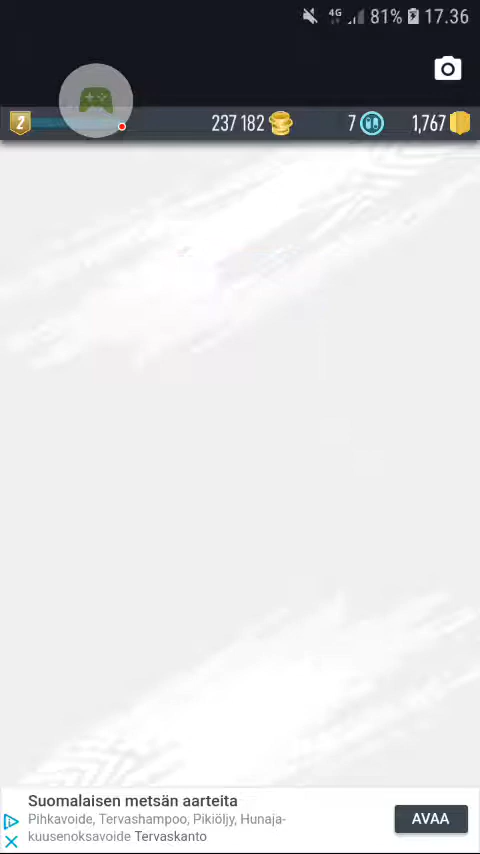 4G 81% 17.36
2 237 182 7 1,767
Suomalaisen metsän aarteita
Pihkavoide, Tervashampoo, Pikiöljy, Hunaja-
kuusenoksavoide Tervaskanto
AVAA